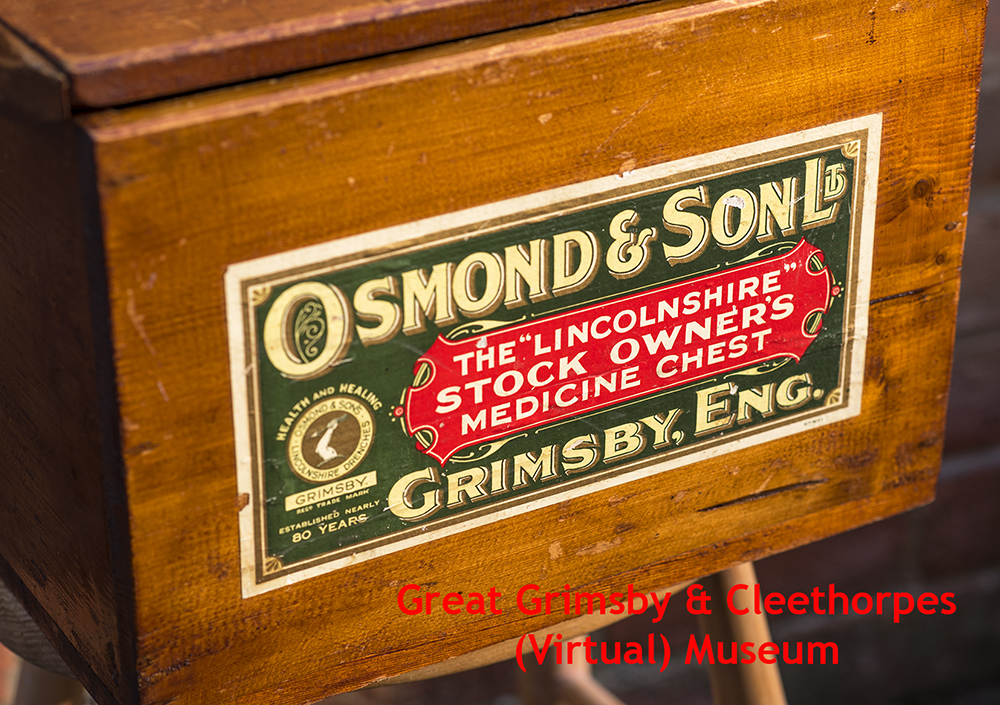 OSMOND & SON LTD
THE "LINCOLNSHIRE"
STOCK OWNER'S
MEDICINE CHEST
GRIMSBY, ENG.
HEALTH AND HEALING
OSMOND & SONS
LINCOLNSHIRE DRENCHES
GRIMSBY.
REGD TRADE MARK
ESTABLISHED NEARLY
80 YEARS
Great Grimsby & Cleethorpes
(Virtual) Museum